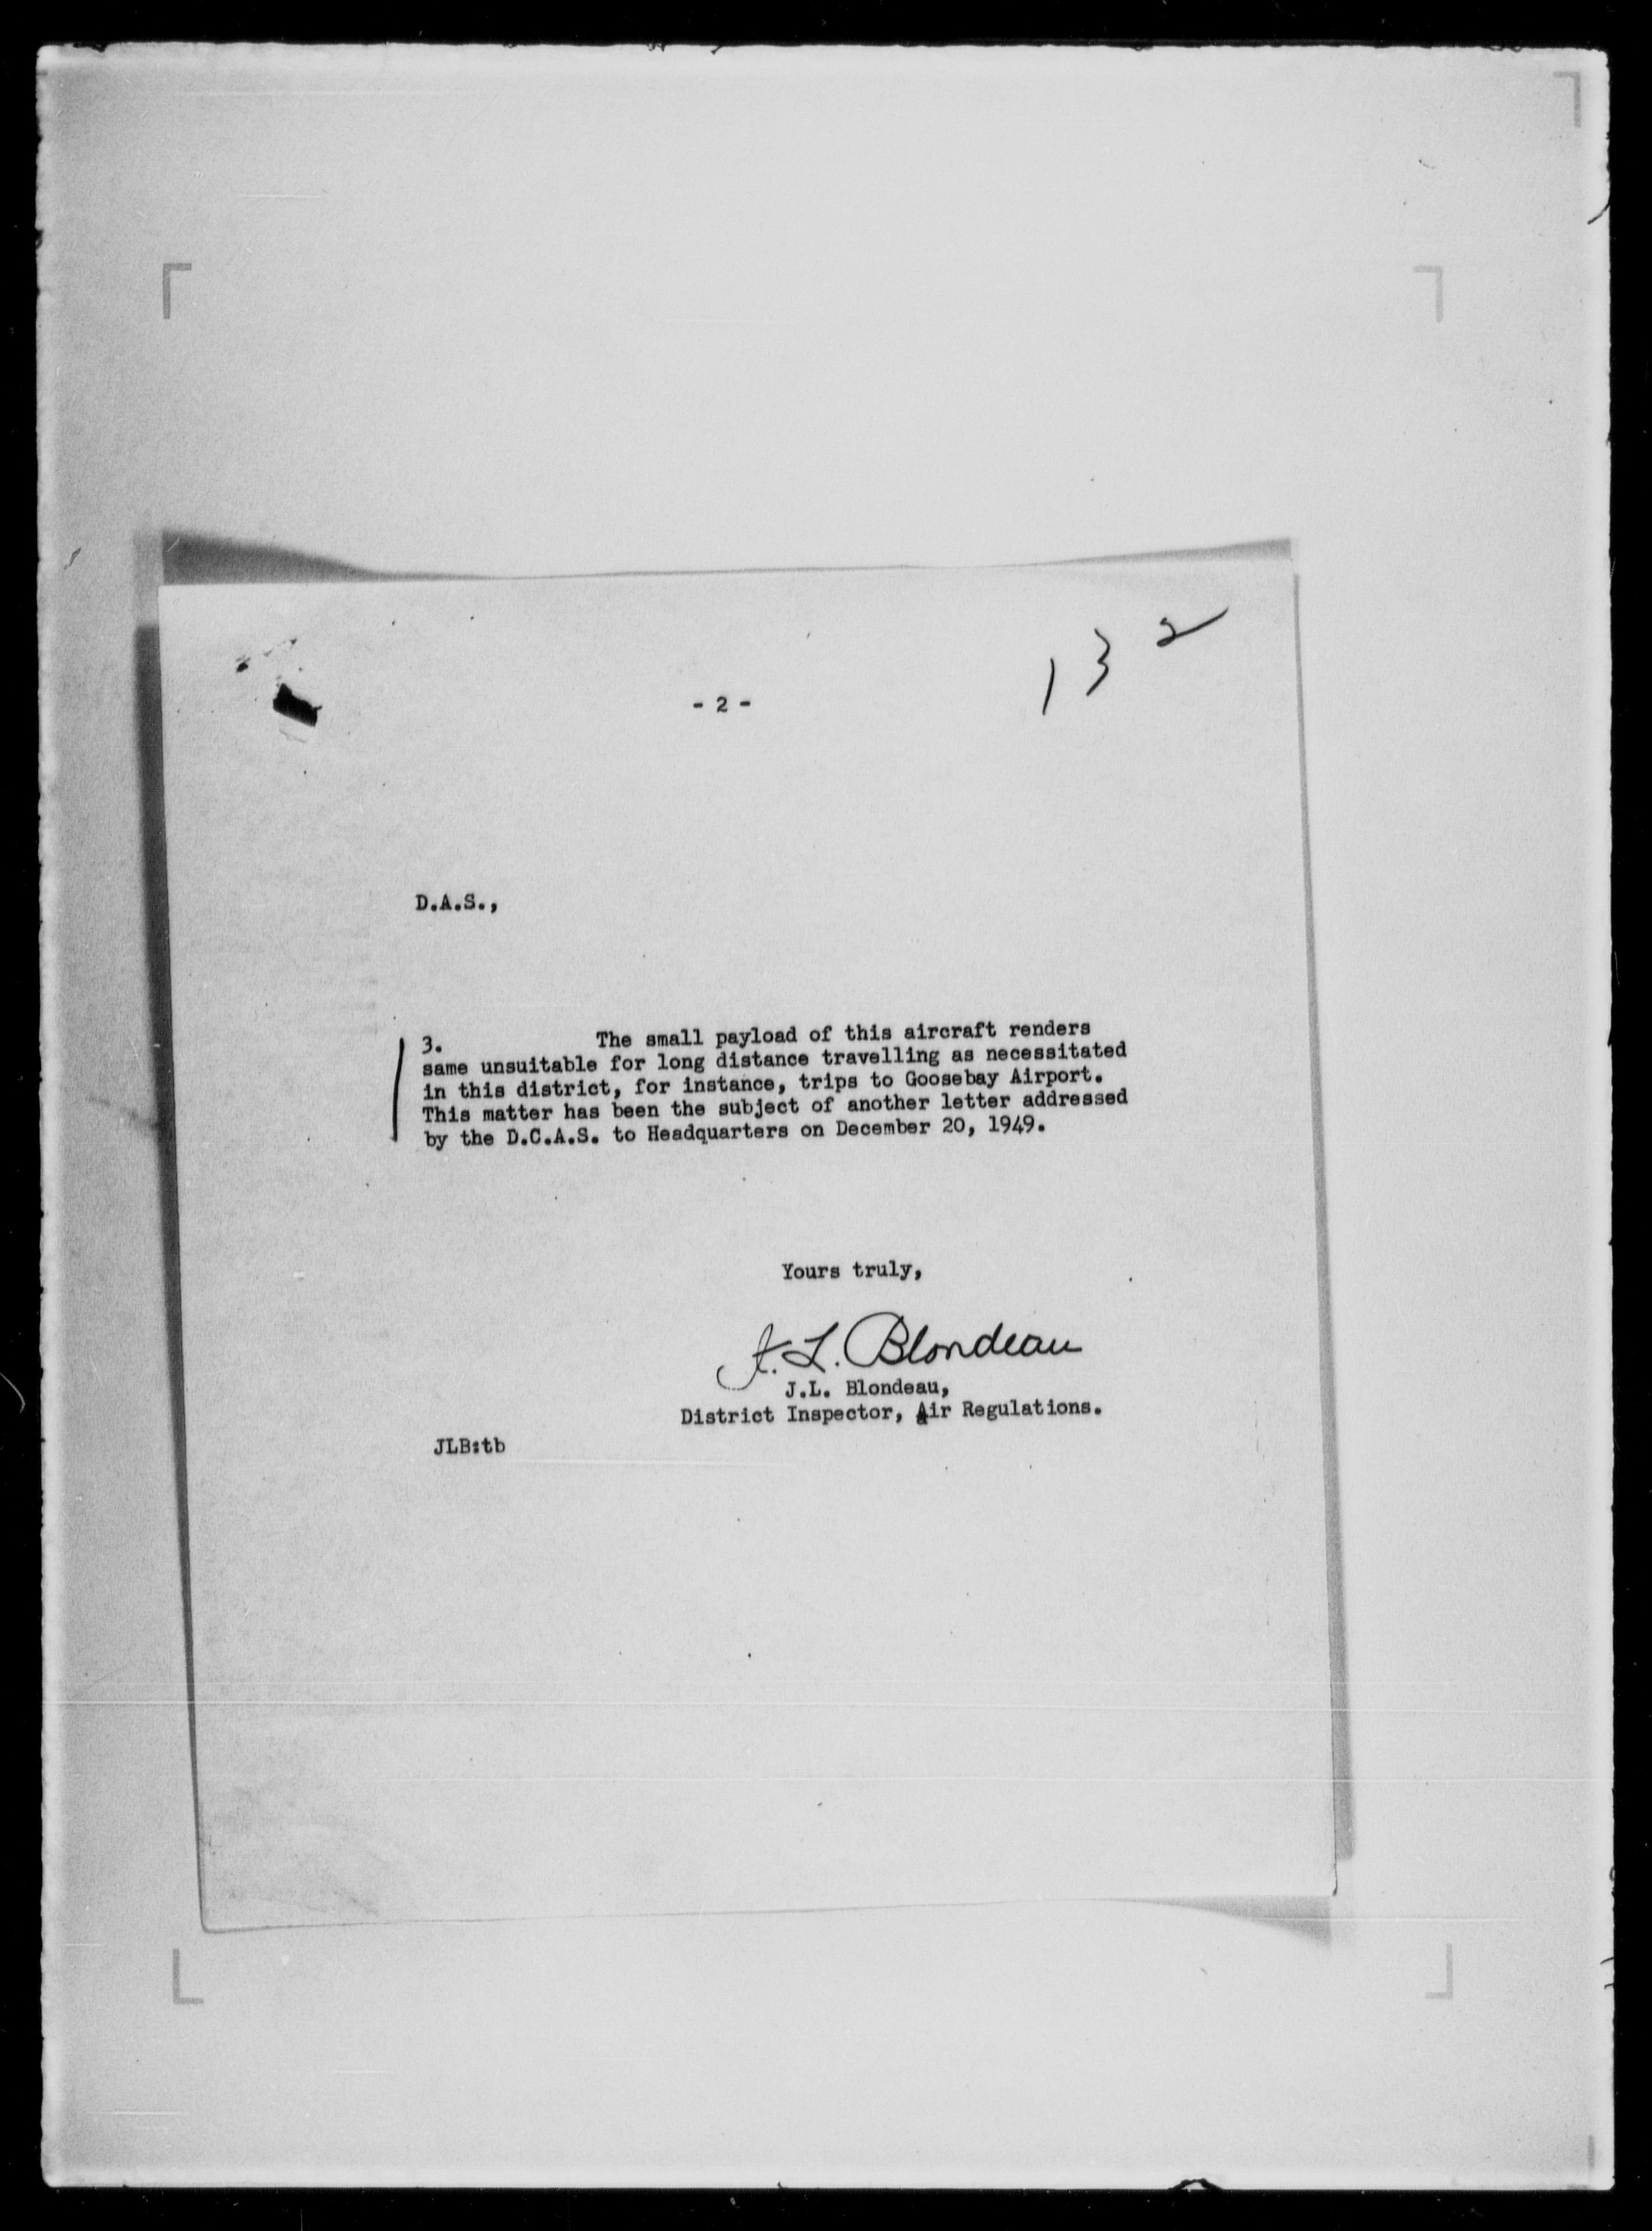 132
- 2 -
D.A.S.,
3. The small payload of this aircraft renders
same unsuitable for long distance travelling as necessitated
in this district, for instance, trips to Goosebay Airport.
This matter has been the subject of another letter addressed
by the D.C.A.S. to Headquarters on December 20, 1949.
Yours truly,
J.L. Blondeau
J.L. Blondeau,
District Inspector, Air Regulations.
JLB:tb